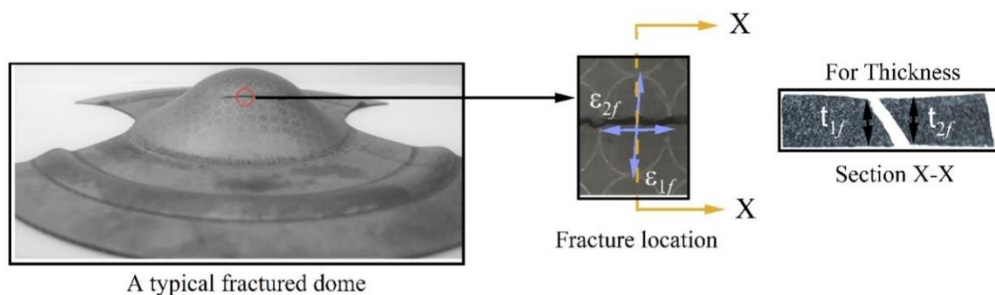 X
ε2f
ε1f
X
Fracture location
A typical fractured dome
For Thickness
t1f
t2f
Section X-X